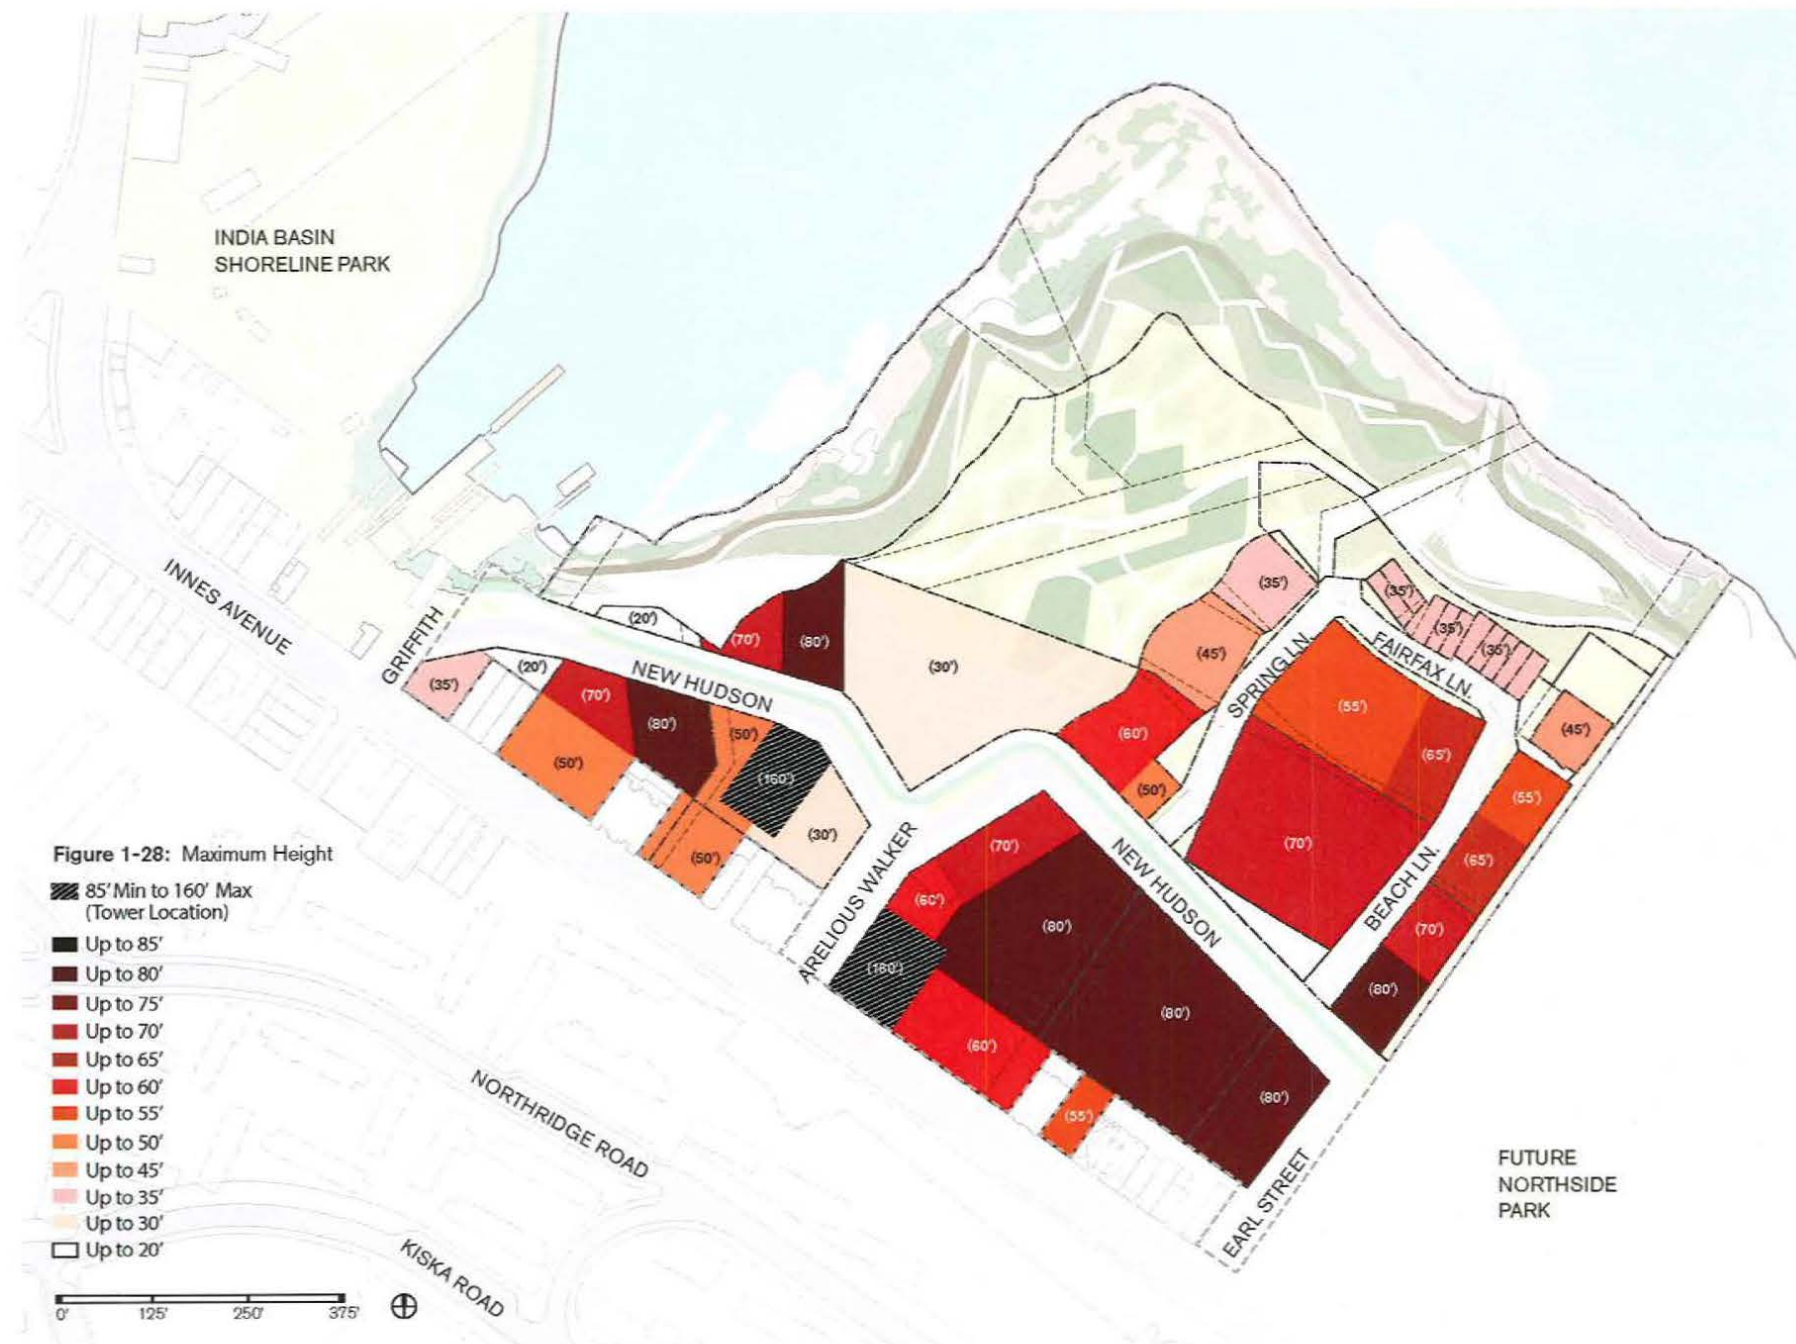 INDIA BASIN
SHORELINE PARK
INNES AVENUE
GRIFFITH
(20')
(70')
(80')
(30')
(35')
(45')
SPRING LN.
(35')
(35')
(35')
FAIRFAX LN.
(35')
(20')
(70')
NEW HUDSON
(80')
(50')
(50')
(160')
(30')
(50')
(60')
(50')
(55')
(65')
(45')
(55')
(70')
(65')
BEACH LN.
(70')
(80')
ARELIOUS WALKER
(70')
NEW HUDSON
(60')
(80')
(160')
(80')
(60')
(80')
(55')
EARL STREET
FUTURE
NORTHSIDE
PARK
NORTHRIDGE ROAD
KISKA ROAD
Figure 1-28: Maximum Height
85' Min to 160' Max
(Tower Location)
Up to 85'
Up to 80'
Up to 75'
Up to 70'
Up to 65'
Up to 60'
Up to 55'
Up to 50'
Up to 45'
Up to 35'
Up to 30'
Up to 20'
0' 125' 250' 375'